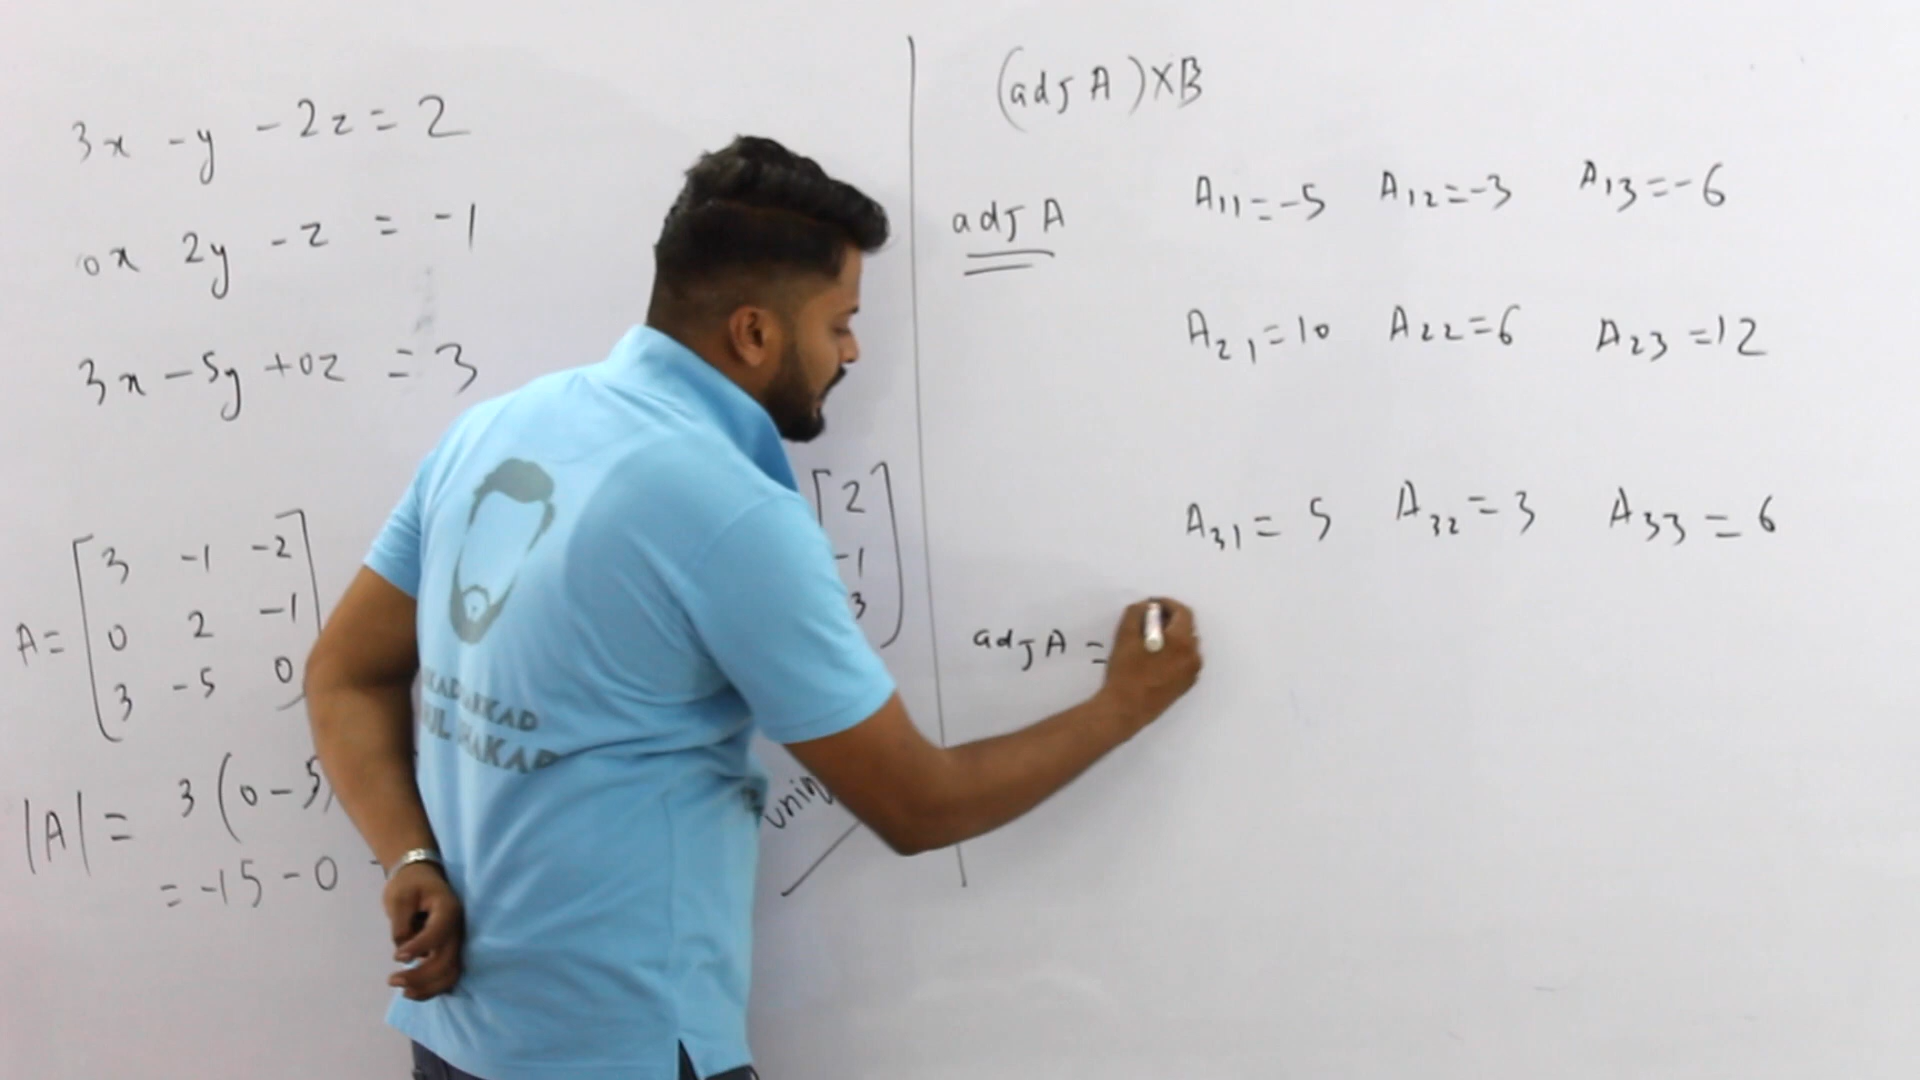 3x - y - 2z = 2
0x 2y - z = -1
3x - 5y + 0z = 3
A = [3 -1 -2
0 2 -1
3 -5 0]
[2
-1
3]
|A| = 3(0-5)
= -15 - 0
(adj A) X B
adj A
A11 = -5 A12 = -3 A13 = -6
A21 = 10 A22 = 6 A23 = 12
A31 = 5 A32 = 3 A33 = 6
adj A =